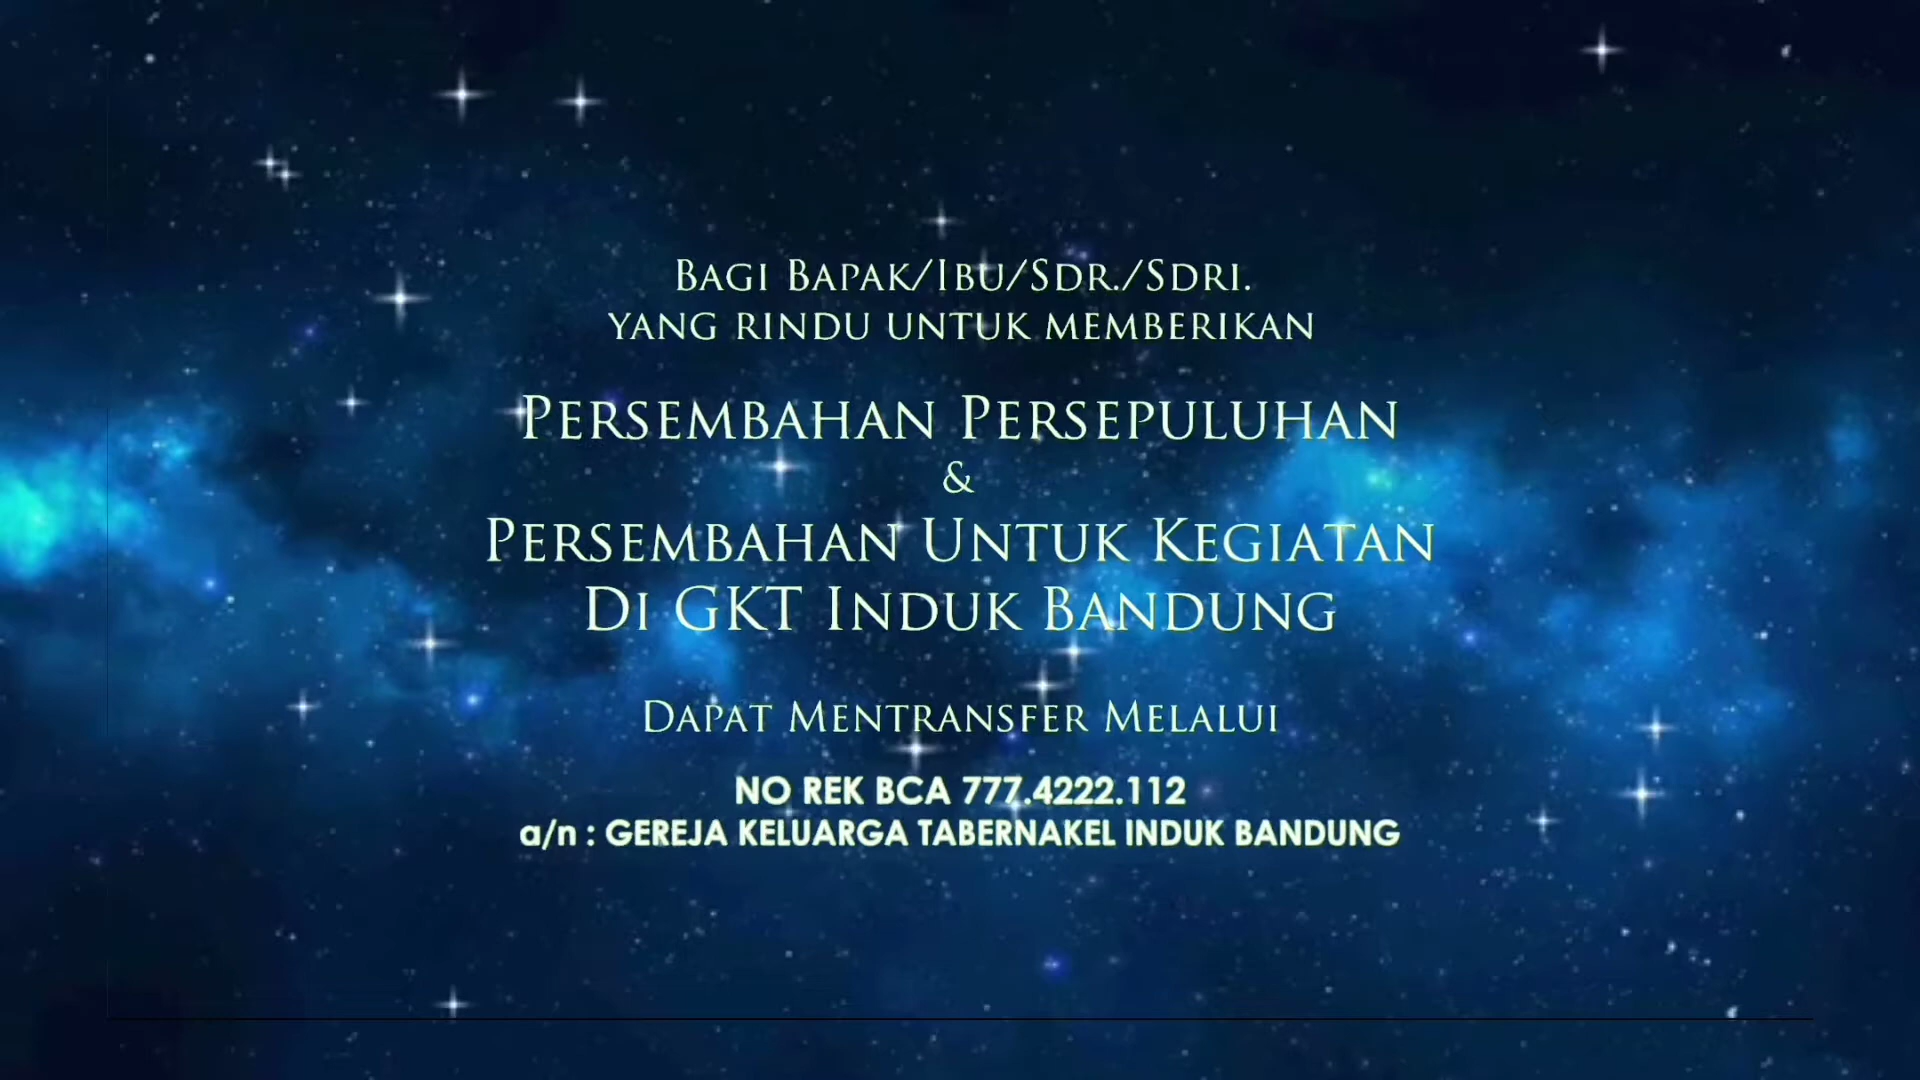 Bagi Bapak/Ibu/Sdr./Sdri.
yang rindu untuk memberikan
Persembahan Persepuluhan
&
Persembahan Untuk Kegiatan
Di GKT Induk Bandung
Dapat Mentransfer Melalui
NO REK BCA 777.4222.112
a/n : GEREJA KELUARGA TABERNAKEL INDUK BANDUNG